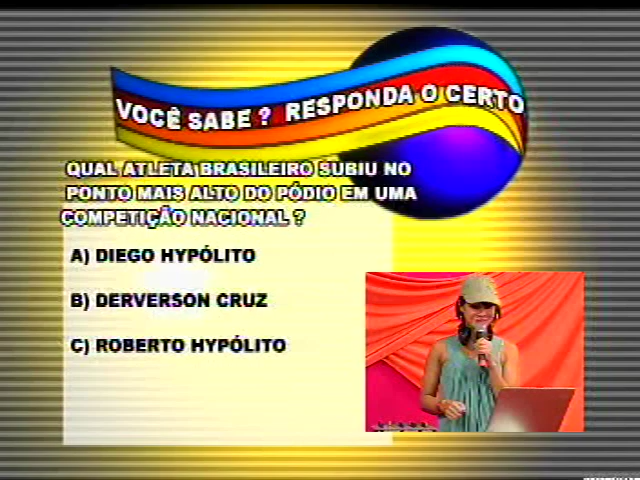 VOCÊ SABE ? RESPONDA O CERTO
QUAL ATLETA BRASILEIRO SUBIU NO
PONTO MAIS ALTO DO PÓDIO EM UMA
COMPETIÇÃO NACIONAL ?
A) DIEGO HYPÓLITO
B) DERVERSON CRUZ
C) ROBERTO HYPÓLITO